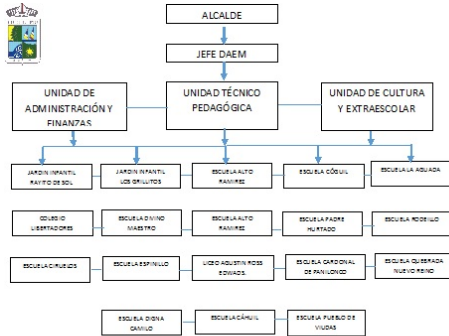 ALCALDE
JEFE DAEM
UNIDAD DE
ADMINISTRACIÓN Y
FINANZAS
UNIDAD TÉCNICO
PEDAGÓGICA
UNIDAD DE CULTURA
Y EXTRAESCOLAR
JARDIN INFANTIL
RAYITO DE SOL
JARDIN INFANTIL
LOS GRILLITOS
ESCUELA ALTO
RAMIREZ
ESCUELA CÓGUIL
ESCUELA LA AGUADA
COLEGIO
LIBERTADORES
ESCUELA DIVINO
MAESTRO
ESCUELA ALTO
RAMIREZ
ESCUELA PADRE
HURTADO
ESCUELA RODEILLO
ESCUELA CIRUELOS
ESCUELA ESPINILLO
LICEO AGUSTIN ROSS
EDWADS.
ESCUELA CARDONAL
DE PANILONCO
ESCUELA QUEBRADA
NUEVO REINO
ESCUELA DIGNA
CAMILO
ESCUELA CÁHUIL
ESCUELA PUEBLO DE
VIUDAS